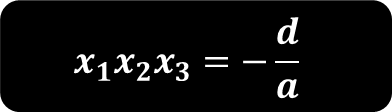 x₁x₂x₃ = −d/a